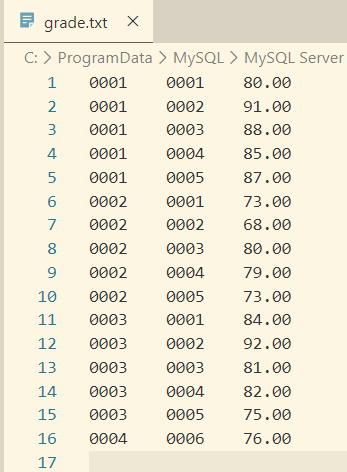 grade.txt ×
C: > ProgramData > MySQL > MySQL Server
1 0001 0001 80.00
2 0001 0002 91.00
3 0001 0003 88.00
4 0001 0004 85.00
5 0001 0005 87.00
6 0002 0001 73.00
7 0002 0002 68.00
8 0002 0003 80.00
9 0002 0004 79.00
10 0002 0005 73.00
11 0003 0001 84.00
12 0003 0002 92.00
13 0003 0003 81.00
14 0003 0004 82.00
15 0003 0005 75.00
16 0004 0006 76.00
17